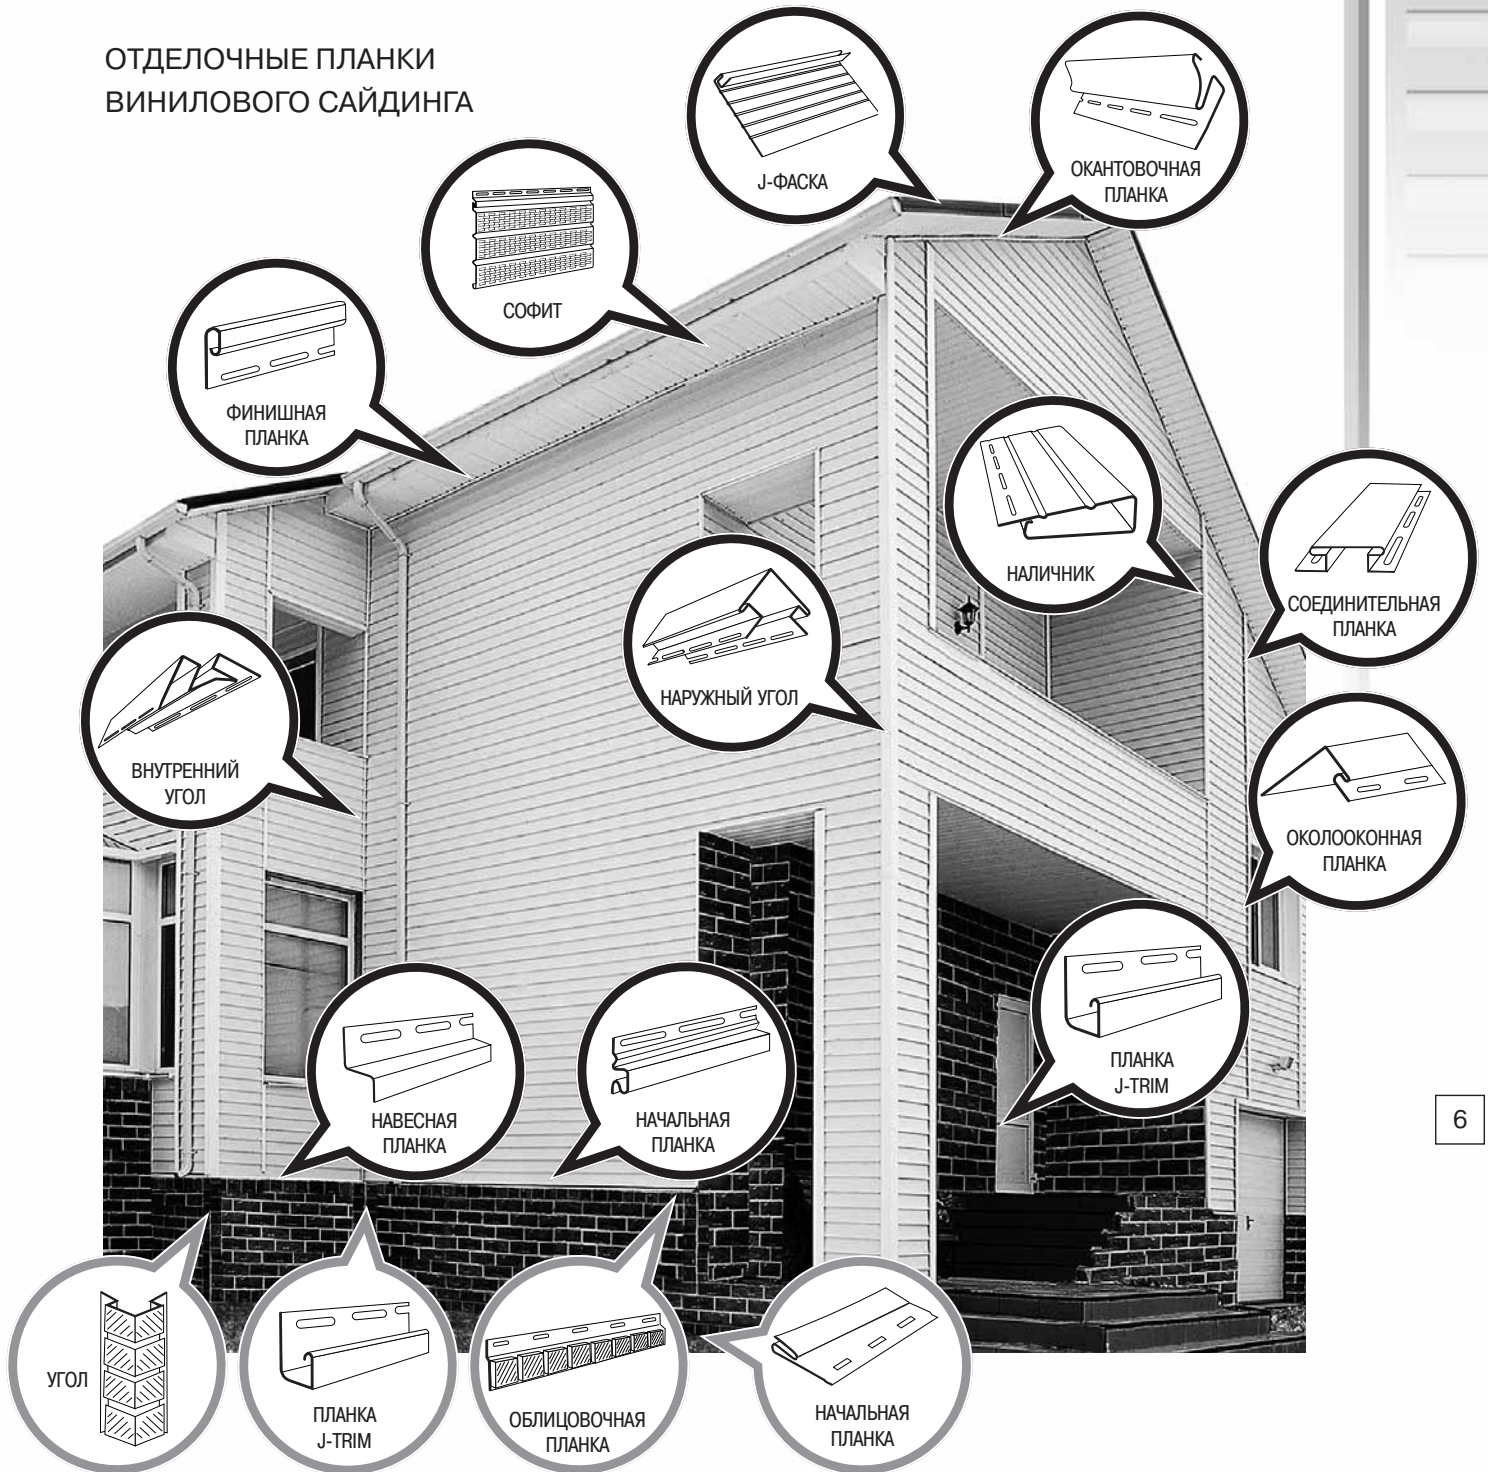 ОТДЕЛОЧНЫЕ ПЛАНКИ
ВИНИЛОВОГО САЙДИНГА
J-ФАСКА
ОКАНТОВОЧНАЯ
ПЛАНКА
СОФИТ
ФИНИШНАЯ
ПЛАНКА
НАЛИЧНИК
СОЕДИНИТЕЛЬНАЯ
ПЛАНКА
НАРУЖНЫЙ УГОЛ
ВНУТРЕННИЙ
УГОЛ
ОКОЛООКОННАЯ
ПЛАНКА
ПЛАНКА
J-TRIM
НАВЕСНАЯ
ПЛАНКА
НАЧАЛЬНАЯ
ПЛАНКА
6
УГОЛ
ПЛАНКА
J-TRIM
ОБЛИЦОВОЧНАЯ
ПЛАНКА
НАЧАЛЬНАЯ
ПЛАНКА